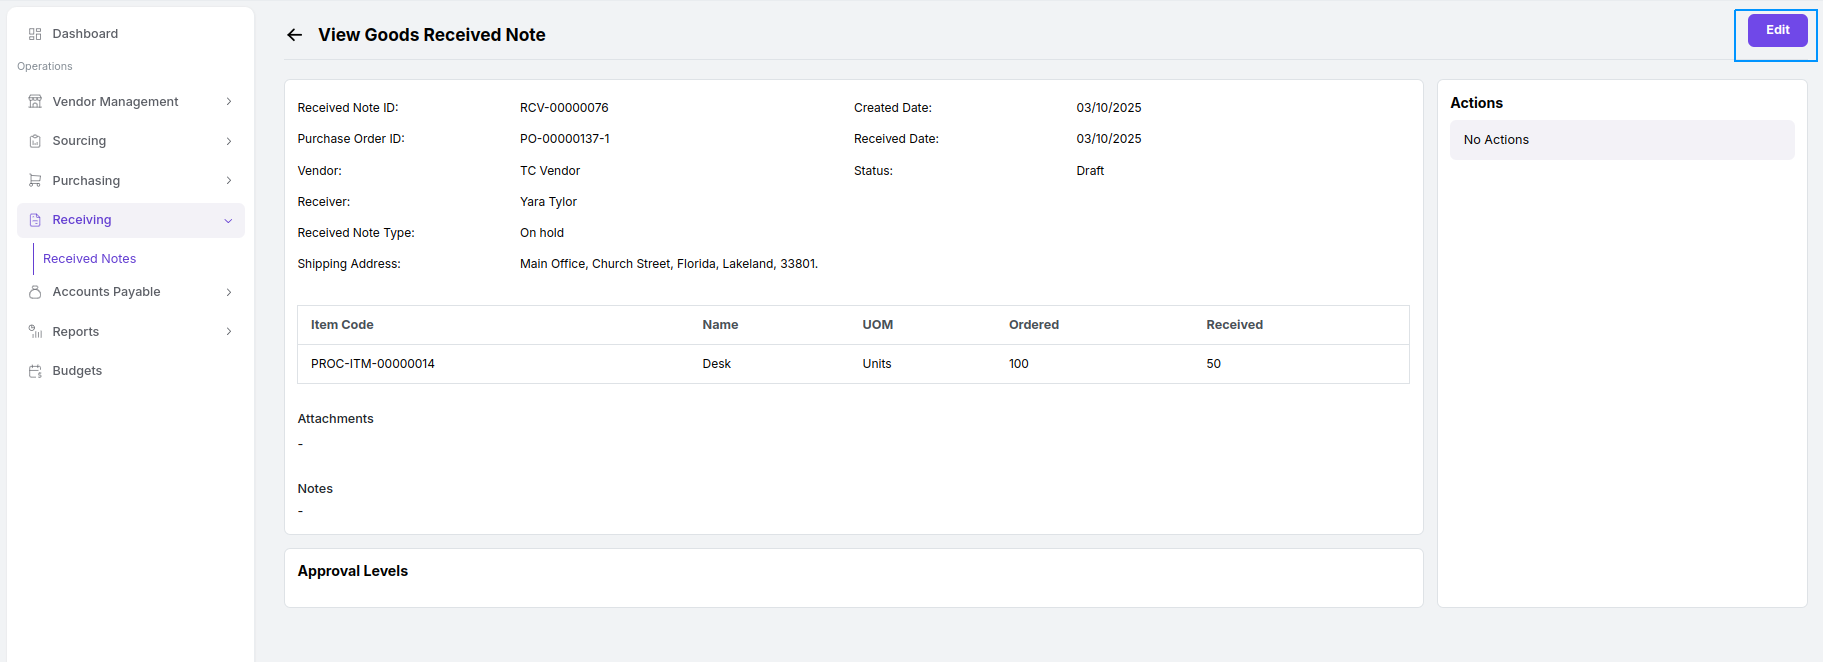 Dashboard
Operations
Vendor Management
Sourcing
Purchasing
Receiving
Received Notes
Accounts Payable
Reports
Budgets
View Goods Received Note
Edit
Received Note ID: RCV-00000076 Created Date: 03/10/2025
Purchase Order ID: PO-00000137-1 Received Date: 03/10/2025
Vendor: TC Vendor Status: Draft
Receiver: Yara Tylor
Received Note Type: On hold
Shipping Address: Main Office, Church Street, Florida, Lakeland, 33801.
Item Code Name UOM Ordered Received
PROC-ITM-00000014 Desk Units 100 50
Attachments
-
Notes
-
Approval Levels
Actions
No Actions